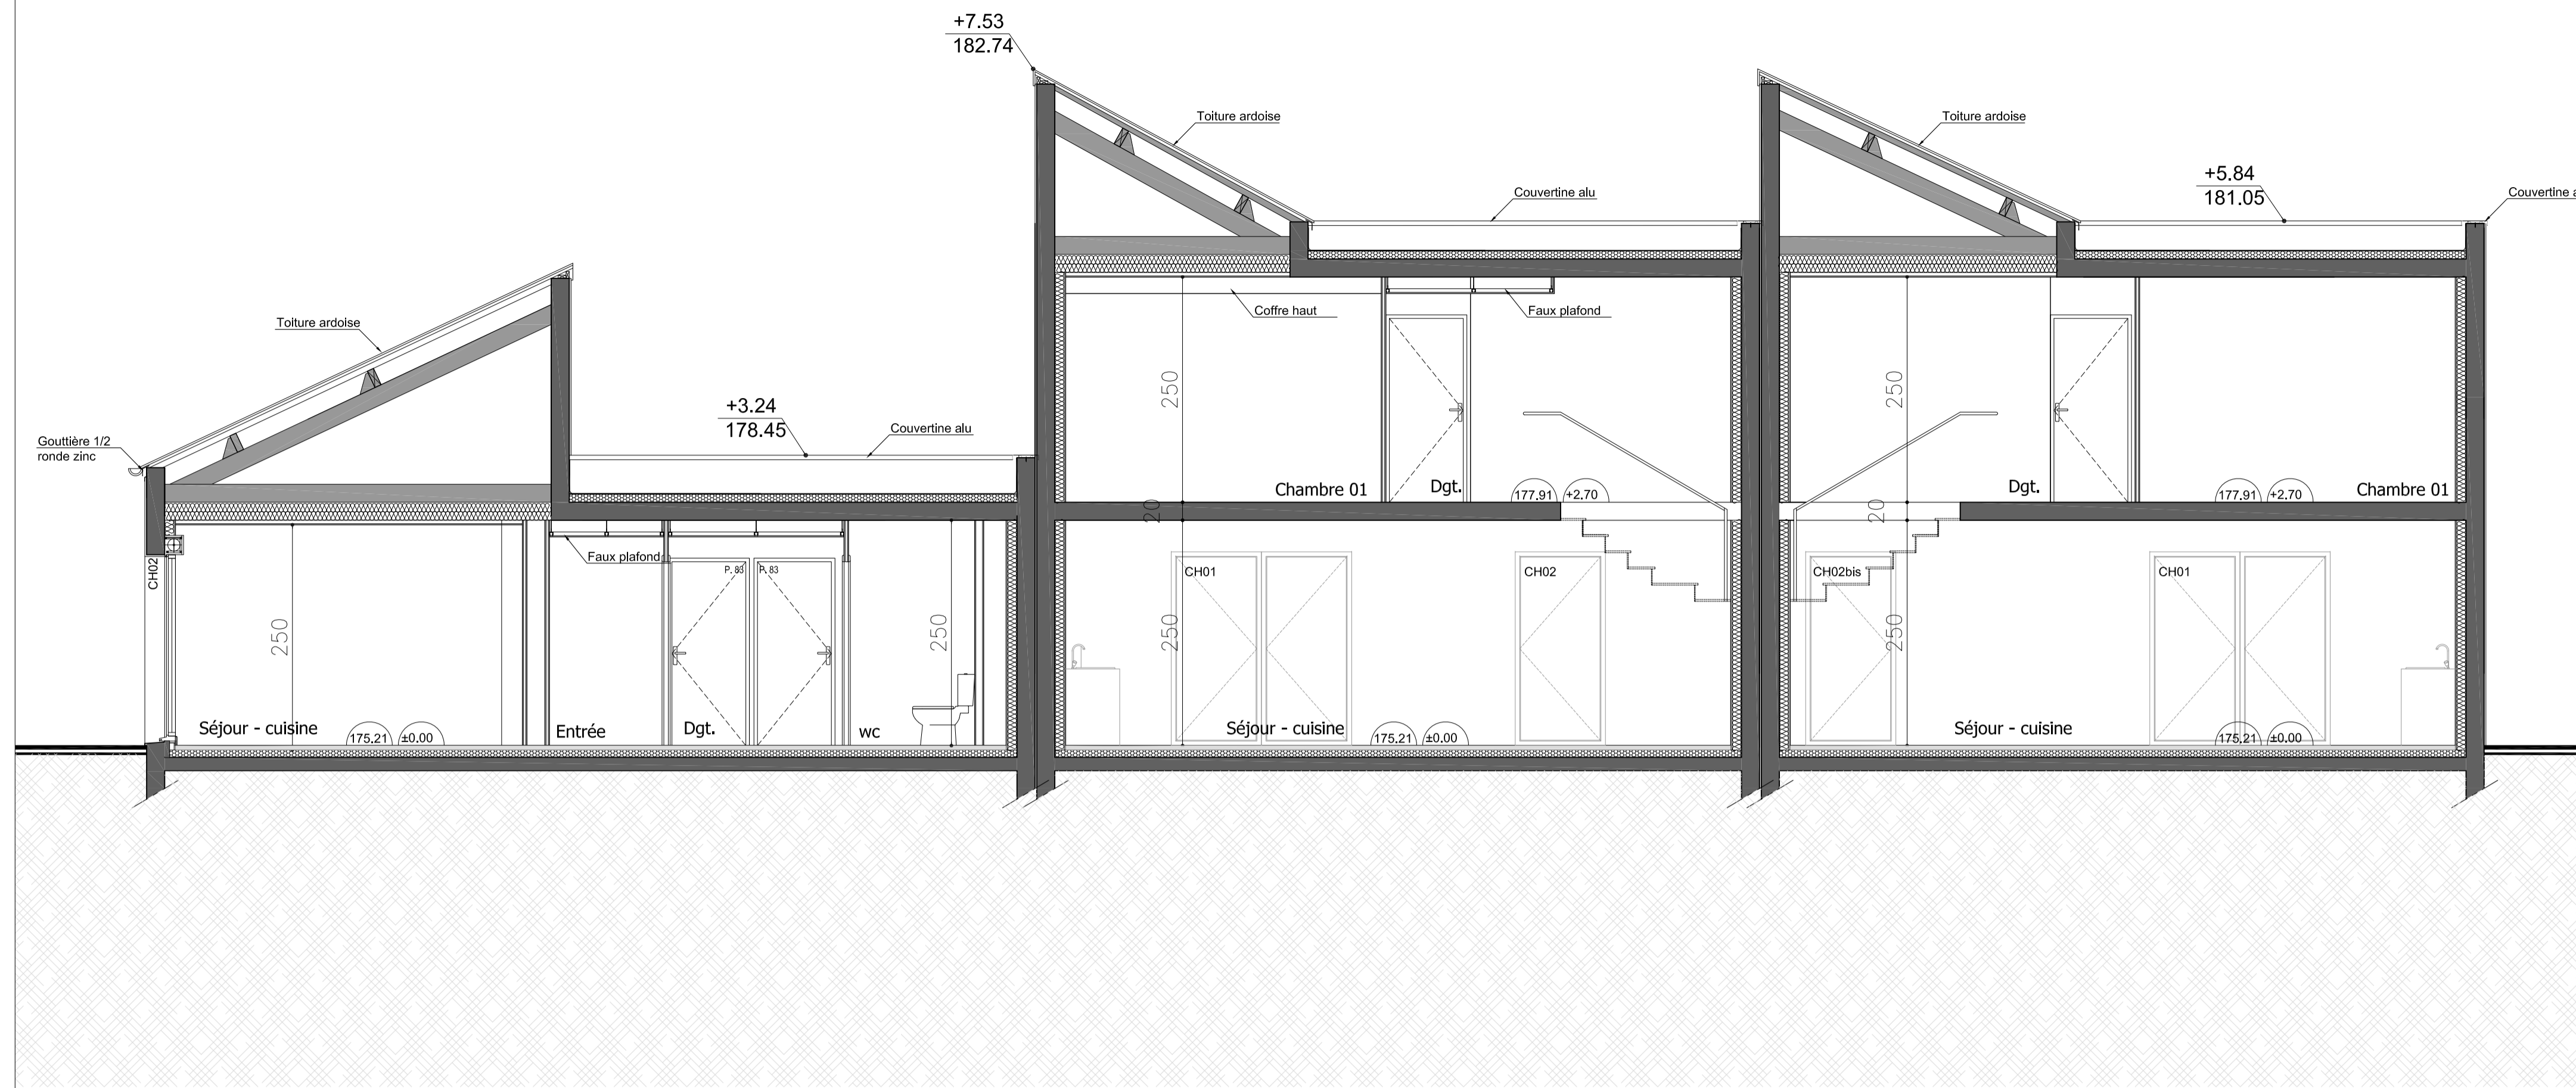 +7.53
182.74
Toiture ardoise
Toiture ardoise
+5.84
181.05
Couvertine alu
Couvertine a
Toiture ardoise
Coffre haut
Faux plafond
+3.24
178.45
Couvertine alu
Gouttière 1/2
ronde zinc
250
250
Chambre 01
Dgt.
177.91
+2.70
Dgt.
177.91
+2.70
Chambre 01
20
20
Faux plafond
CH02
P. 83
P. 83
CH01
CH02
CH02bis
CH01
250
250
250
250
Séjour - cuisine
175.21
±0.00
Entrée
Dgt.
wc
Séjour - cuisine
175.21
±0.00
Séjour - cuisine
175.21
±0.00